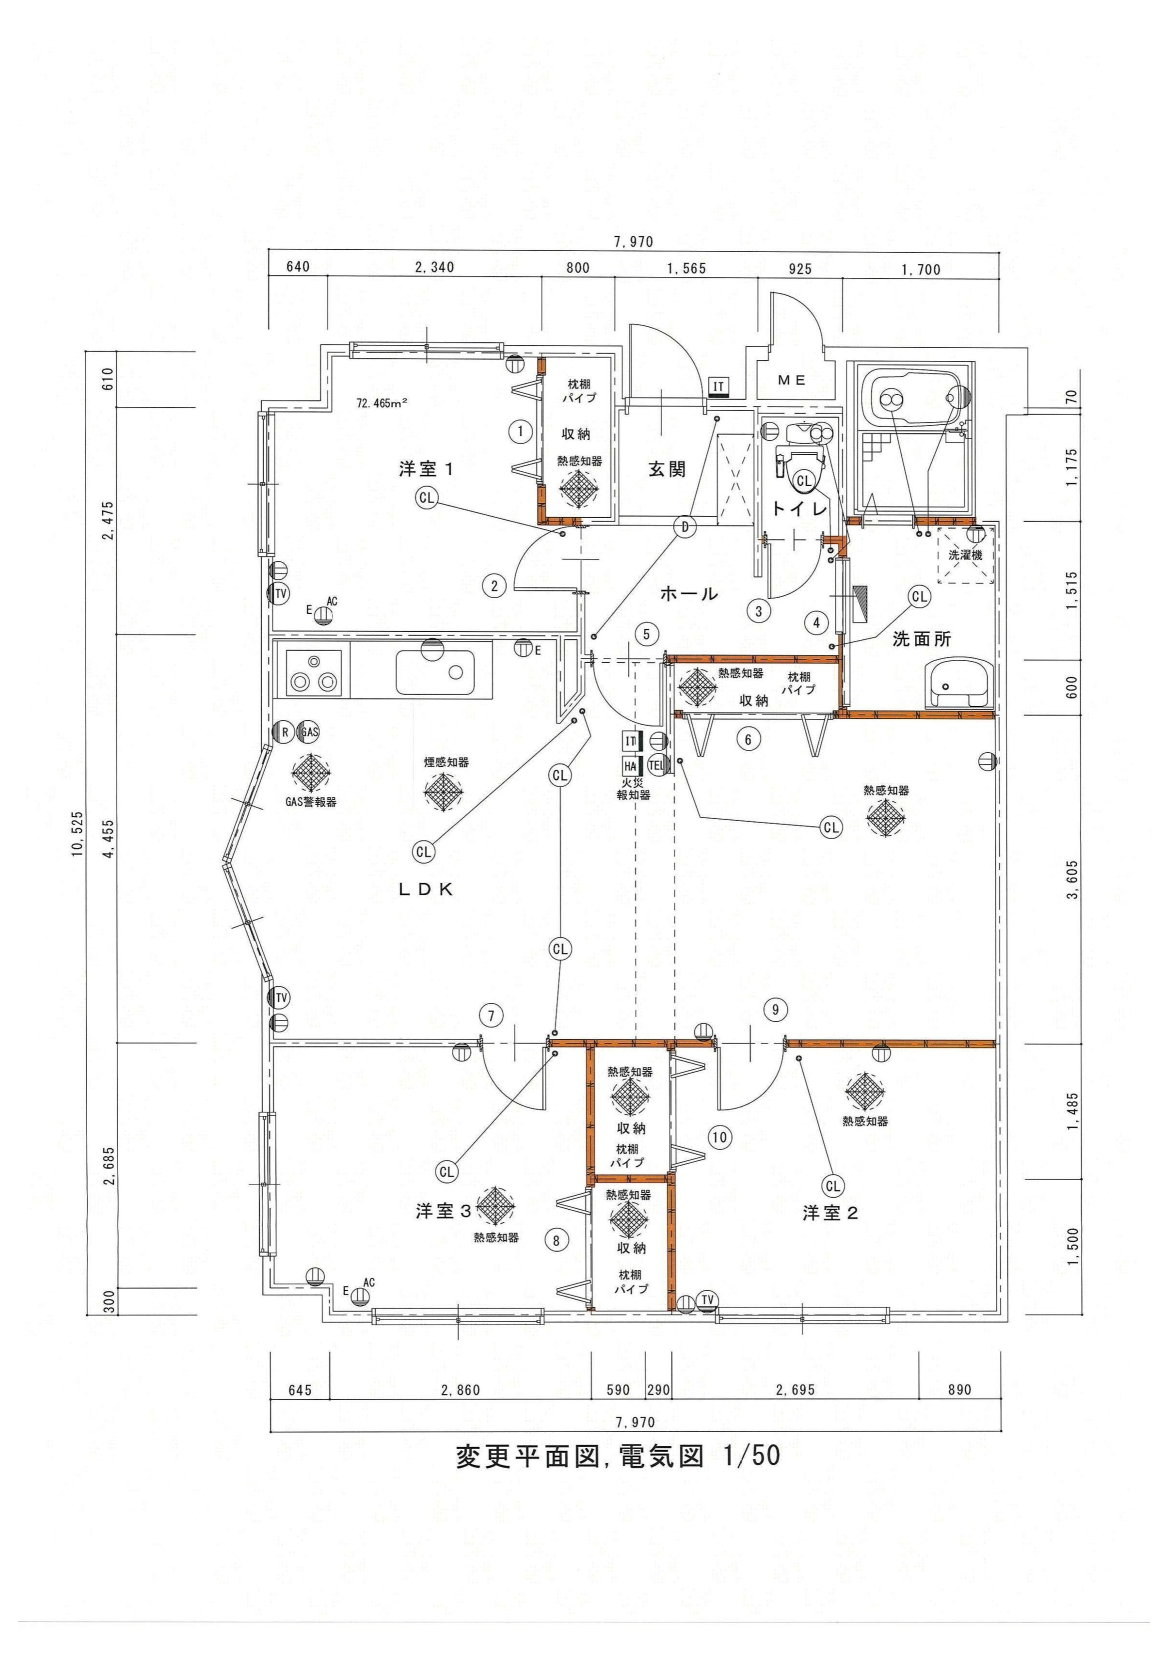 7,970
640 2,340 800 1,565 925 1,700
ME
IT
610
70
72.465m²
枕棚
パイプ
①
収納
洋室1
熱感知器
玄関
CL
CL
トイレ
2,475
1,175
D
洗濯機
②
TV
E AC
ホール
③
④
⑤
CL
洗面所
1,515
E
熱感知器
枕棚
パイプ
収納
600
R GAS
IT
⑥
HA TEL
火災
報知器
煙感知器
GAS警報器
CL
CL
熱感知器
CL
10,525
4,455
LDK
3,605
CL
TV
⑦
⑨
熱感知器
収納
枕棚
パイプ
⑩
熱感知器
1,485
2,685
CL
CL
洋室3
熱感知器
⑧
熱感知器
収納
枕棚
パイプ
洋室2
1,500
E AC
TV
300
645 2,860 590 290 2,695 890
7,970
変更平面図,電気図 1/50